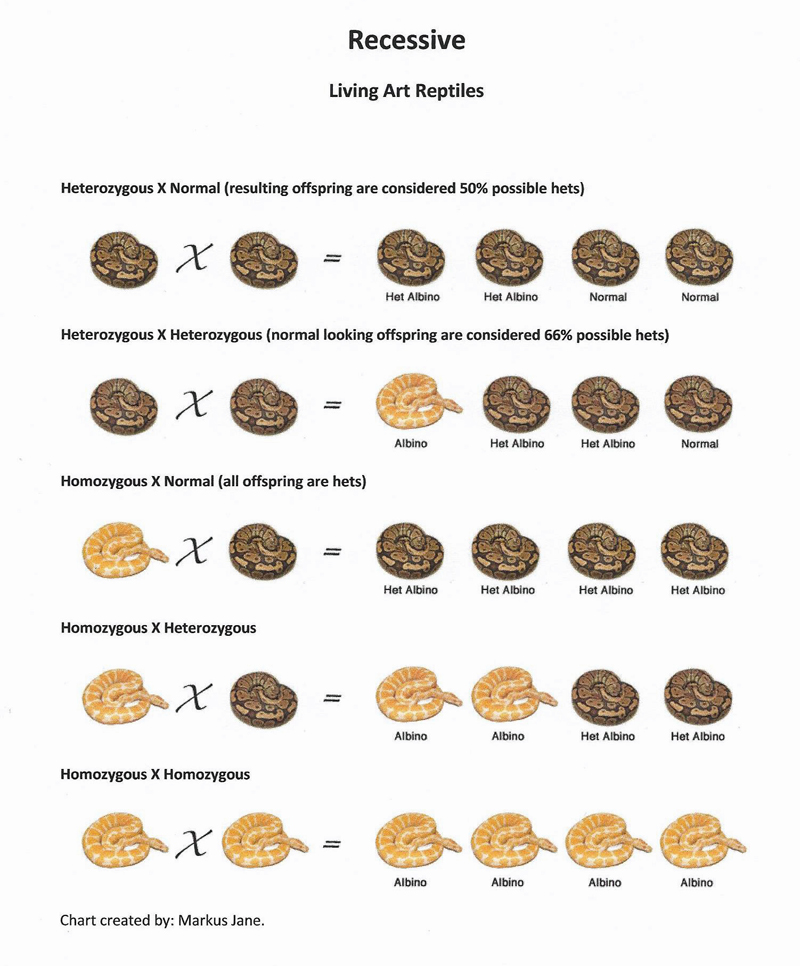 Recessive
Living Art Reptiles
Heterozygous X Normal (resulting offspring are considered 50% possible hets)
X =
Het Albino Het Albino Normal Normal
Heterozygous X Heterozygous (normal looking offspring are considered 66% possible hets)
X =
Albino Het Albino Het Albino Normal
Homozygous X Normal (all offspring are hets)
X =
Het Albino Het Albino Het Albino Het Albino
Homozygous X Heterozygous
X =
Albino Albino Het Albino Het Albino
Homozygous X Homozygous
X =
Albino Albino Albino Albino
Chart created by: Markus Jane.